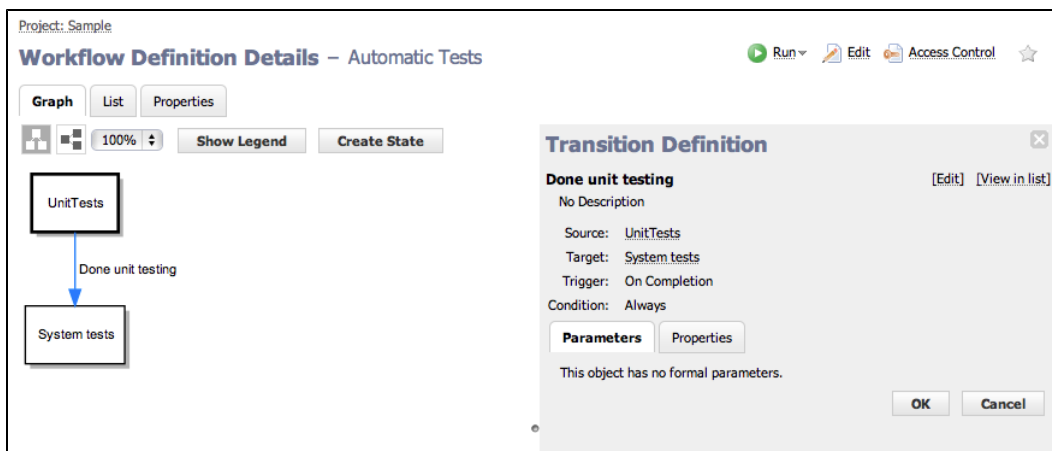 Project: Sample
Workflow Definition Details – Automatic Tests
Run Edit Access Control
Graph List Properties
100% Show Legend Create State
UnitTests
Done unit testing
System tests
Transition Definition
Done unit testing [Edit] [View in list]
No Description
Source: UnitTests
Target: System tests
Trigger: On Completion
Condition: Always
Parameters Properties
This object has no formal parameters.
OK Cancel